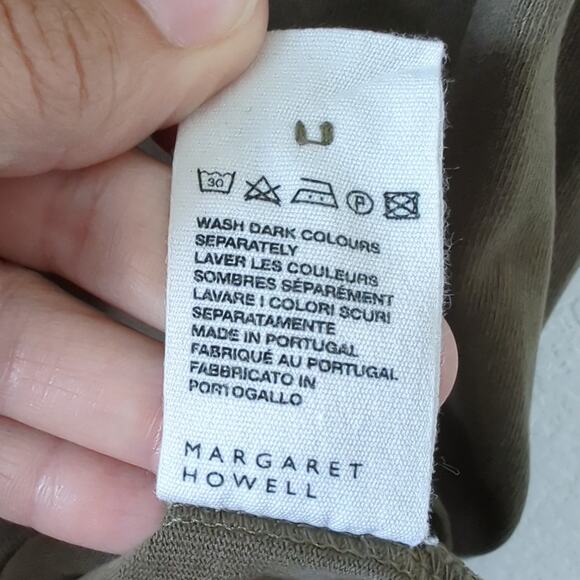 30
P
WASH DARK COLOURS
SEPARATELY
LAVER LES COULEURS
SOMBRES SÉPARÉMENT
LAVARE I COLORI SCURI
SEPARATAMENTE
MADE IN PORTUGAL
FABRIQUÉ AU PORTUGAL
FABBRICATO IN
PORTOGALLO
MARGARET
HOWELL